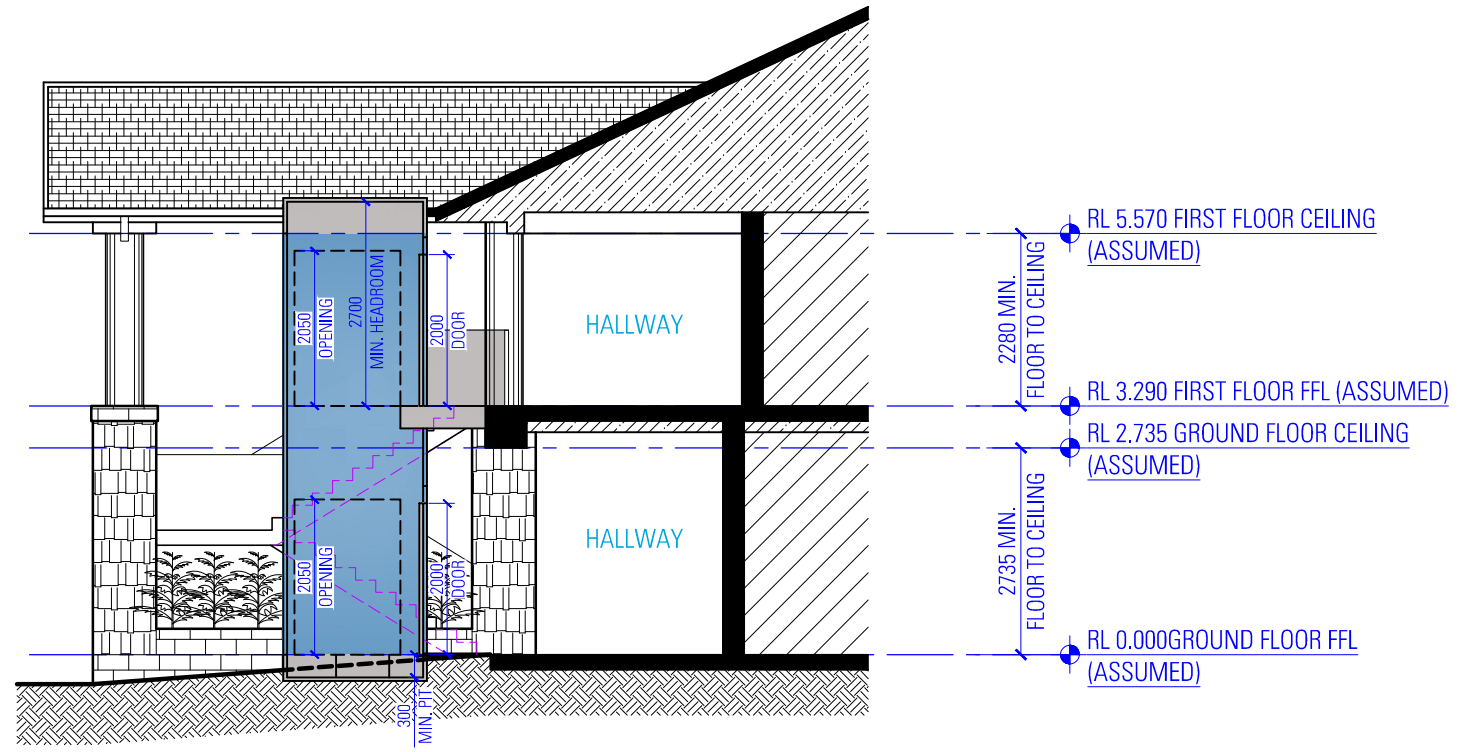 RL 5.570 FIRST FLOOR CEILING
(ASSUMED)
2050
OPENING
2700
MIN. HEADROOM
2000
DOOR
HALLWAY
2280 MIN.
FLOOR TO CEILING
RL 3.290 FIRST FLOOR FFL (ASSUMED)
RL 2.735 GROUND FLOOR CEILING
(ASSUMED)
2050
OPENING
2000
DOOR
HALLWAY
2735 MIN.
FLOOR TO CEILING
RL 0.000GROUND FLOOR FFL
(ASSUMED)
300
MIN. PIT